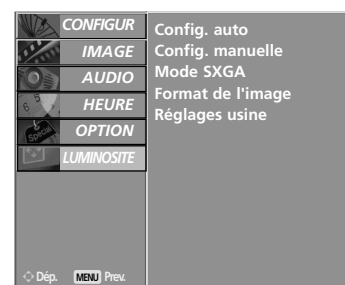 CONFIGUR
IMAGE
AUDIO
HEURE
OPTION
LUMINOSITE
Config. auto
Config. manuelle
Mode SXGA
Format de l'image
Réglages usine
Dép. MENU Prev.